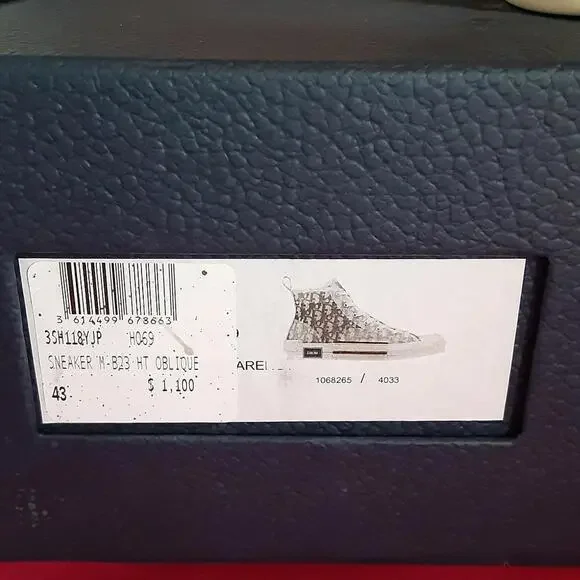 3 614499 678663
3SH118YJP H069
SNEAKER M-B23 HT OBLIQUE
$ 1,100
43
1068265 / 4033